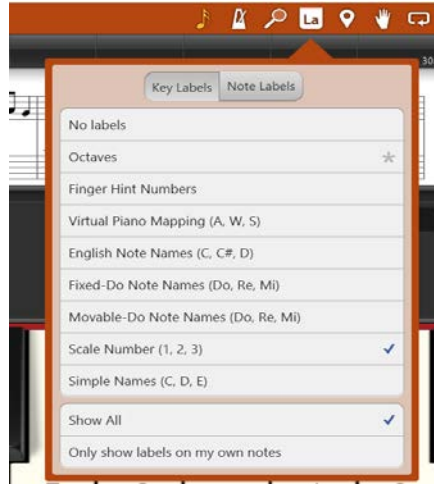 La
30
Key Labels Note Labels
No labels
Octaves
Finger Hint Numbers
Virtual Piano Mapping (A, W, S)
English Note Names (C, C#, D)
Fixed-Do Note Names (Do, Re, Mi)
Movable-Do Note Names (Do, Re, Mi)
Scale Number (1, 2, 3)
Simple Names (C, D, E)
Show All
Only show labels on my own notes